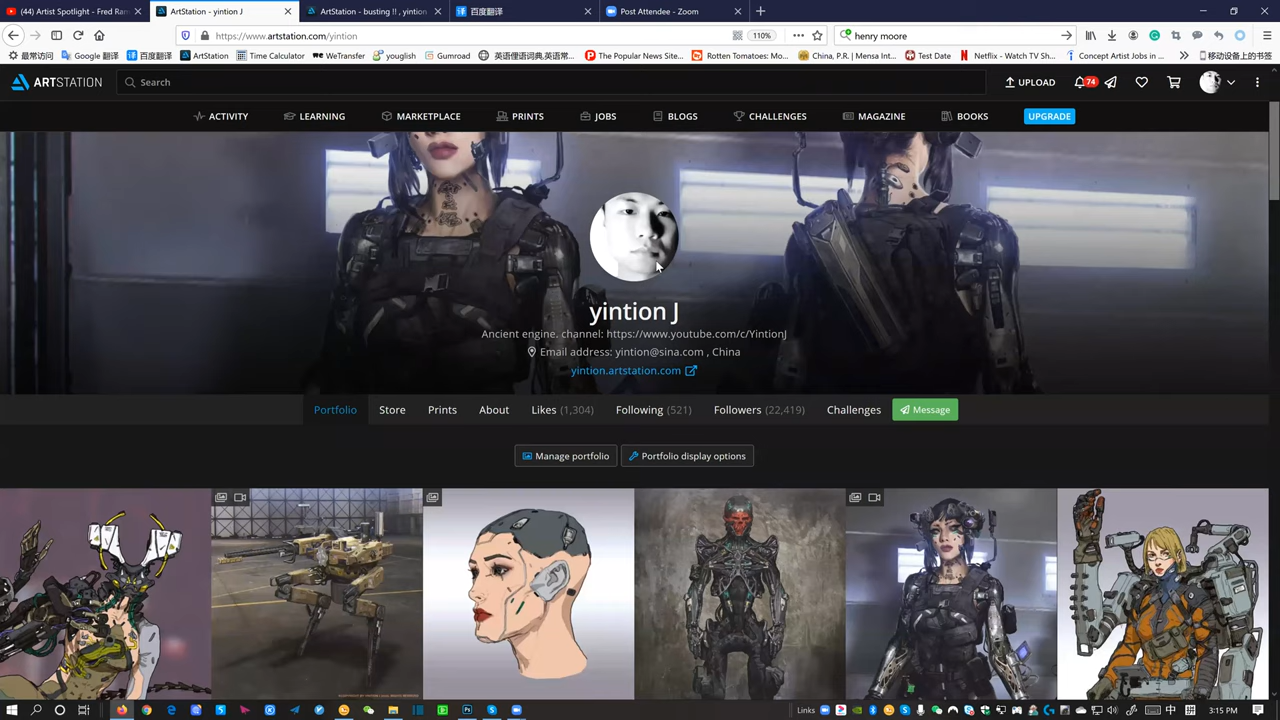 (44) Artist Spotlight - Fred Ran
ArtStation - yintion J
ArtStation - busting !! , yintion
百度翻译
Post Attendee - Zoom
https://www.artstation.com/yintion
110%
henry moore
最常访问
Google 翻译
百度翻译
ArtStation
Time Calculator
WeTransfer
youglish
Gumroad
英语俚语词典,英语常...
The Popular News Site...
Rotten Tomatoes: Mo...
China, P.R. | Mensa Int...
Test Date
Netflix - Watch TV Sh...
Concept Artist Jobs in ...
移动设备上的书签
ARTSTATION
Search
UPLOAD
74
ACTIVITY
LEARNING
MARKETPLACE
PRINTS
JOBS
BLOGS
CHALLENGES
MAGAZINE
BOOKS
UPGRADE
yintion J
Ancient engine. channel: https://www.youtube.com/c/YintionJ
Email address: yintion@sina.com , China
yintion.artstation.com
Portfolio
Store
Prints
About
Likes (1,304)
Following (521)
Followers (22,419)
Challenges
Message
Manage portfolio
Portfolio display options
Links
中
3:15 PM